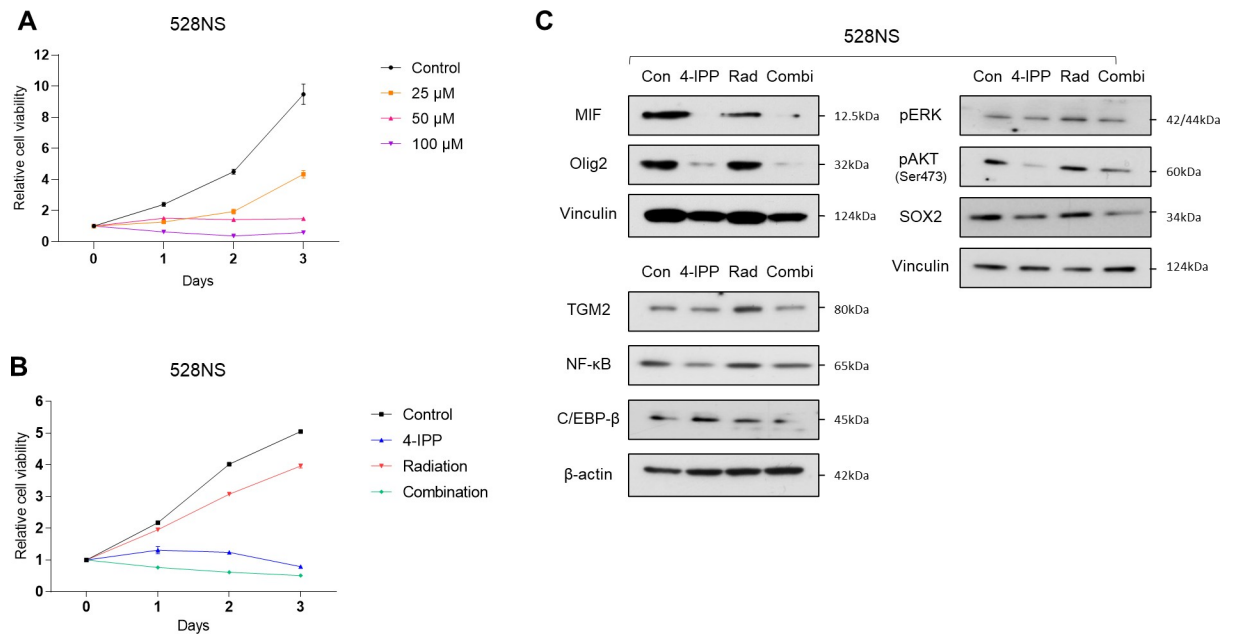 A
528NS
12
10
8
6
4
2
0
Relative cell viability
0 1 2 3
Days
Control
25 µM
50 µM
100 µM
B
528NS
6
5
4
3
2
1
0
Relative cell viability
0 1 2 3
Days
Control
4-IPP
Radiation
Combination
C
528NS
Con 4-IPP Rad Combi
MIF 12.5kDa
Olig2 32kDa
Vinculin 124kDa
Con 4-IPP Rad Combi
TGM2 80kDa
NF-κB 65kDa
C/EBP-β 45kDa
β-actin 42kDa
Con 4-IPP Rad Combi
pERK 42/44kDa
pAKT
(Ser473) 60kDa
SOX2 34kDa
Vinculin 124kDa